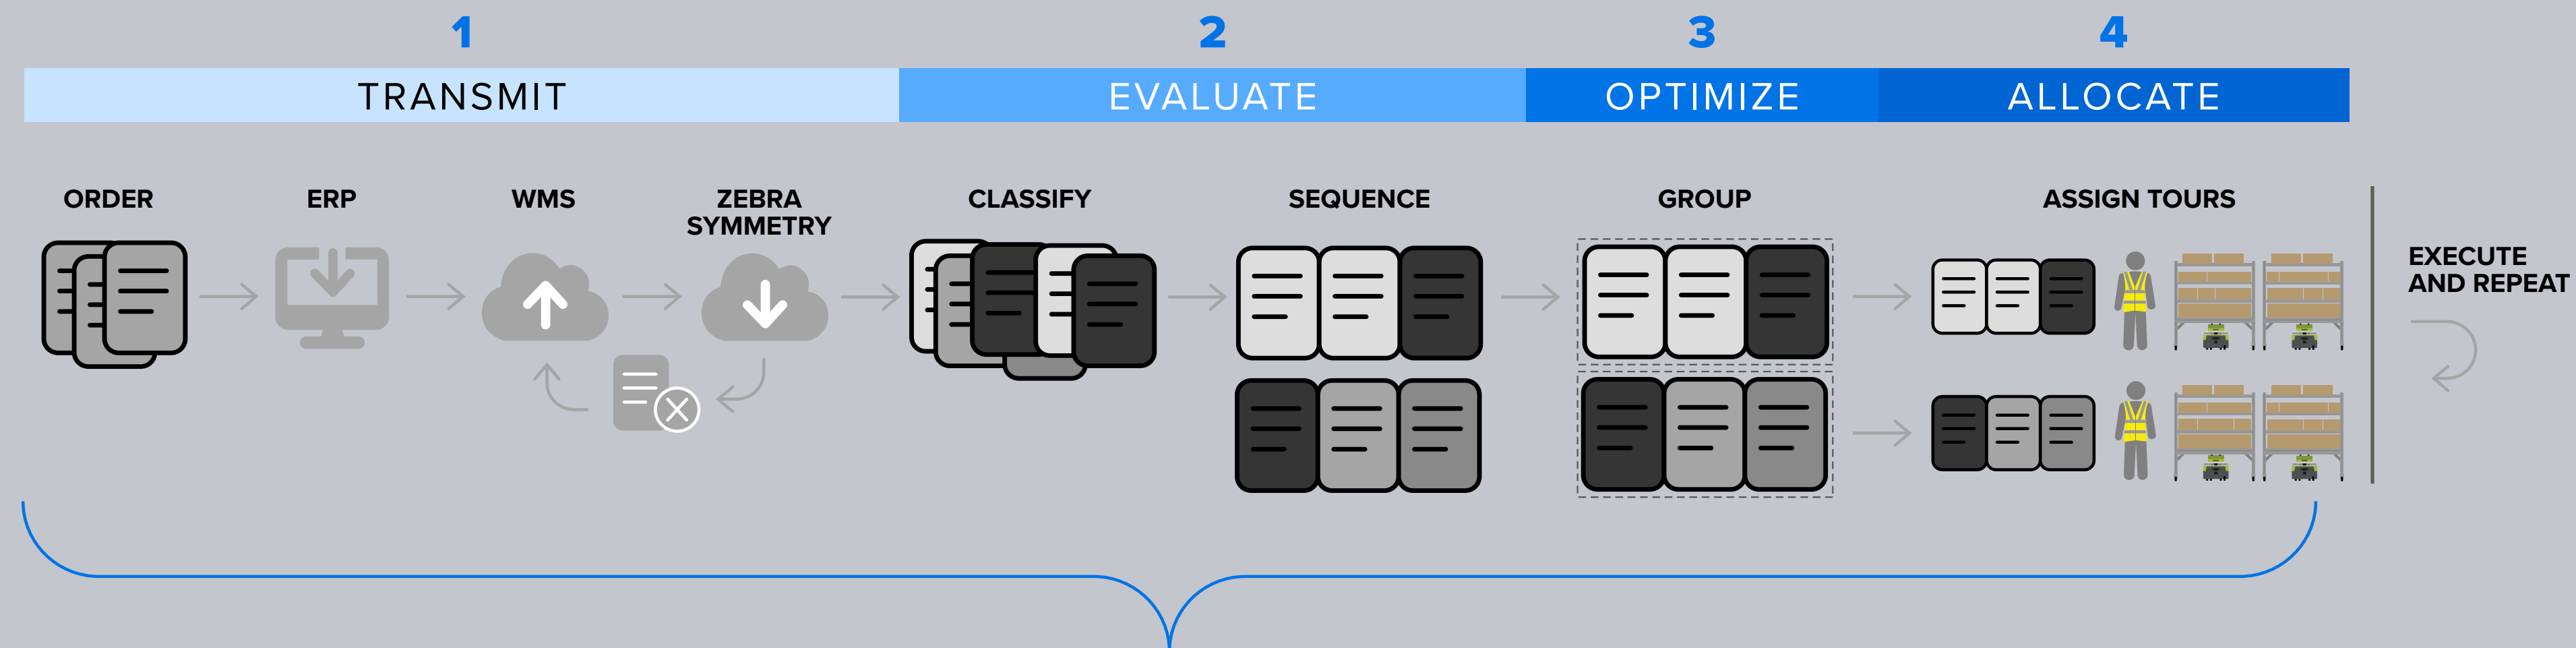 1
2
3
4
TRANSMIT
EVALUATE
OPTIMIZE
ALLOCATE
ORDER
ERP
WMS
ZEBRA
SYMMETRY
CLASSIFY
SEQUENCE
GROUP
ASSIGN TOURS
EXECUTE
AND REPEAT